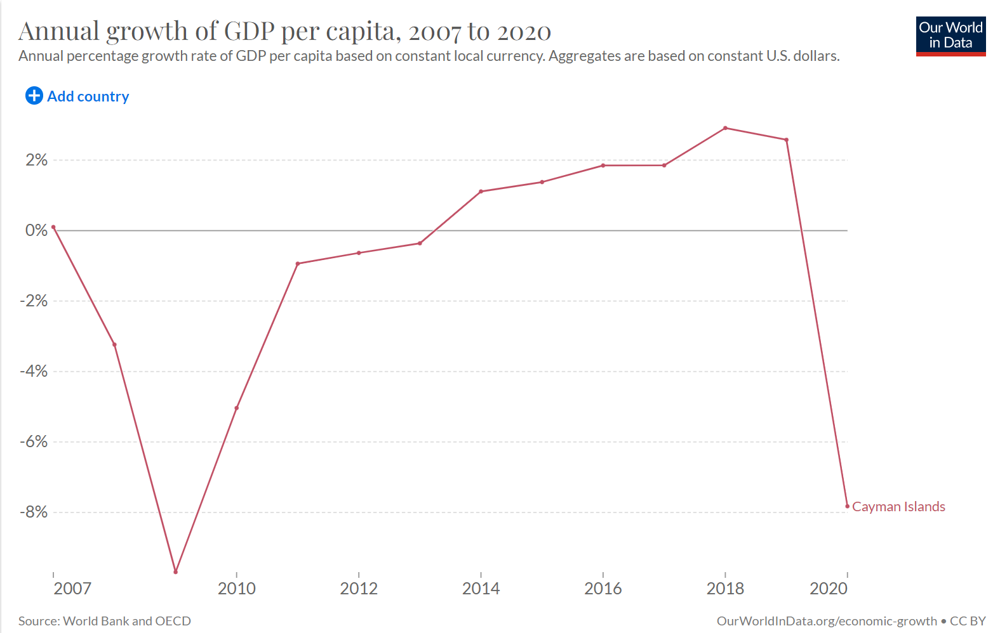 Annual growth of GDP per capita, 2007 to 2020
Our World
in Data
Annual percentage growth rate of GDP per capita based on constant local currency. Aggregates are based on constant U.S. dollars.
Add country
2%
0%
-2%
-4%
-6%
-8%
Cayman Islands
2007 2010 2012 2014 2016 2018 2020
Source: World Bank and OECD
OurWorldInData.org/economic-growth • CC BY